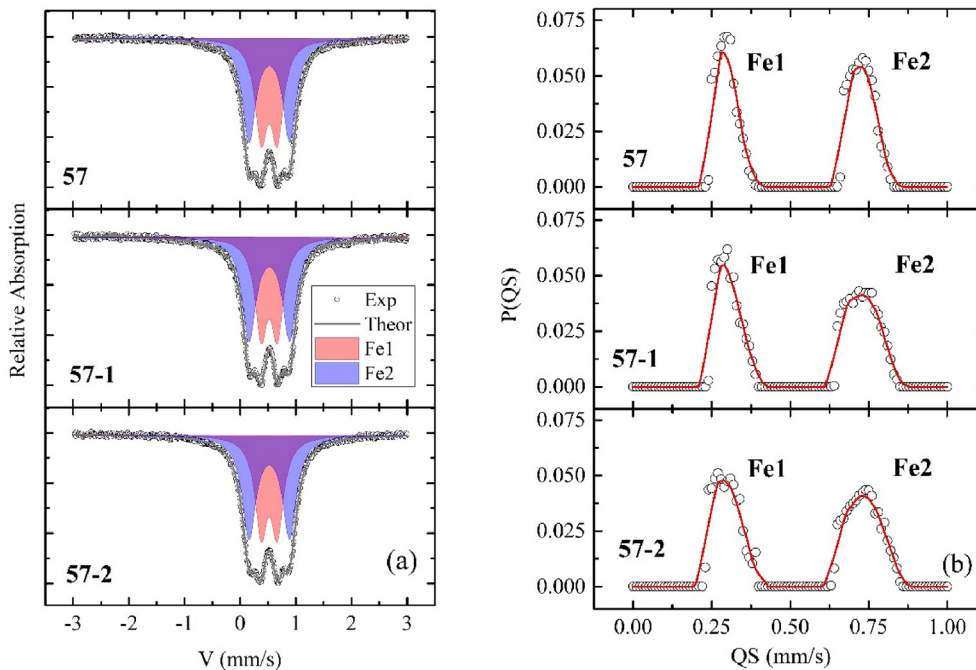 Relative Absorption
57
57-1
Exp
Theor
Fe1
Fe2
57-2
(a)
-3 -2 -1 0 1 2 3
V (mm/s)
P(QS)
0.075
0.050
0.025
0.000
Fe1
Fe2
57
0.075
0.050
0.025
0.000
Fe1
Fe2
57-1
0.075
0.050
0.025
0.000
Fe1
Fe2
57-2
(b)
0.00 0.25 0.50 0.75 1.00
QS (mm/s)